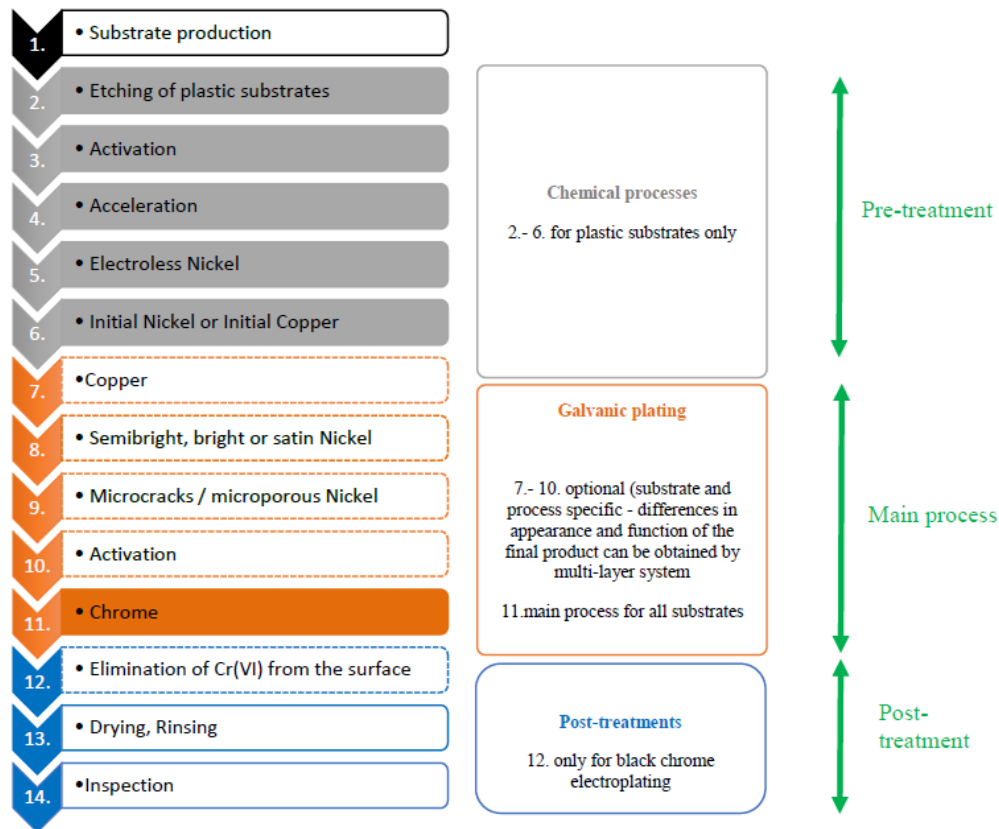 1.
• Substrate production
2.
• Etching of plastic substrates
3.
• Activation
4.
• Acceleration
5.
• Electroless Nickel
6.
• Initial Nickel or Initial Copper
7.
•Copper
8.
• Semibright, bright or satin Nickel
9.
• Microcracks / microporous Nickel
10.
• Activation
11.
• Chrome
12.
• Elimination of Cr(VI) from the surface
13.
• Drying, Rinsing
14.
•Inspection
Chemical processes
2.- 6. for plastic substrates only
Galvanic plating
7.- 10. optional (substrate and
process specific - differences in
appearance and function of the
final product can be obtained by
multi-layer system
11.main process for all substrates
Post-treatments
12. only for black chrome
electroplating
Pre-treatment
Main process
Post-
treatment